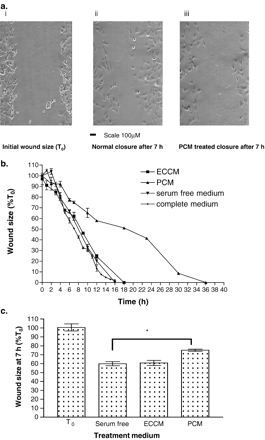 a.
i
ii
iii
Scale 100µM
Initial wound size (T0)
Normal closure after 7 h
PCM treated closure after 7 h
b.
Wound size (%T0)
110
100
90
80
70
60
50
40
30
20
10
0
0 2 4 6 8 10 12 14 16 18 20 22 24 26 28 30 32 34 36 38 40
Time (h)
ECCM
PCM
serum free medium
complete medium
c.
Wound size at 7 h (%T0)
110
100
90
80
70
60
50
40
30
20
10
0
T0
Serum free
ECCM
PCM
Treatment medium